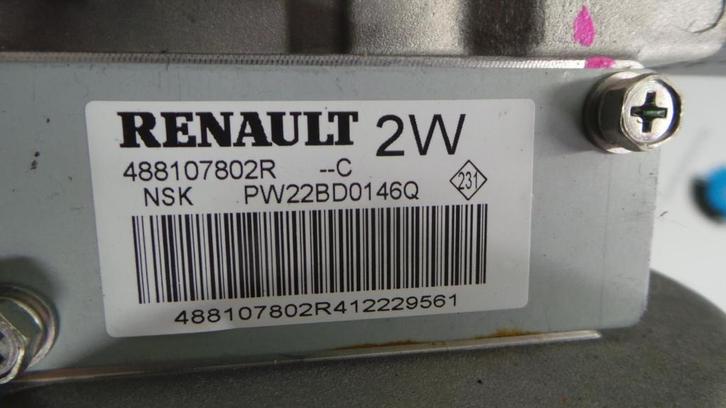 RENAULT 2W
488107802R --C
NSK PW22BD0146Q 231
488107802R412229561